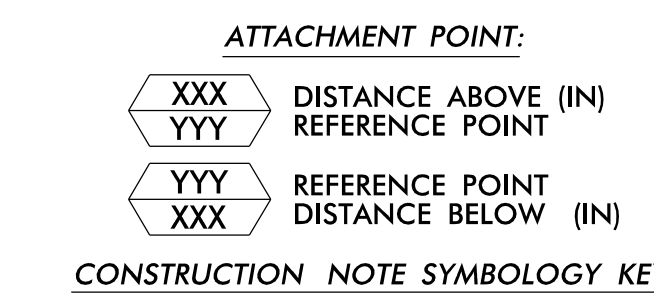 ATTACHMENT POINT:
XXX DISTANCE ABOVE (IN)
YYY REFERENCE POINT
YYY REFERENCE POINT
XXX DISTANCE BELOW (IN)
CONSTRUCTION NOTE SYMBOLOGY KE